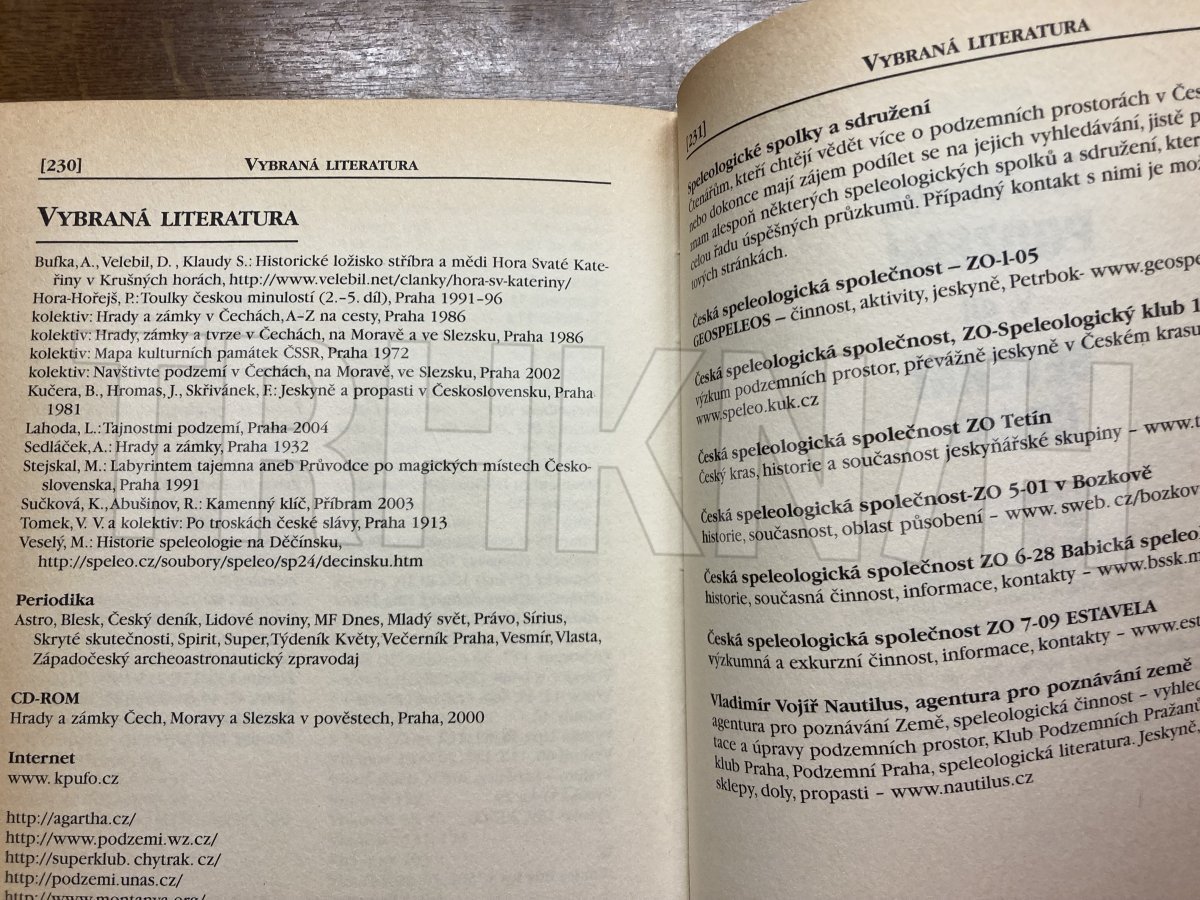 [230] VYBRANÁ LITERATURA
VYBRANÁ LITERATURA
Bufka, A., Velebil, D. , Klaudy S.: Historické ložisko stříbra a mědi Hora Svaté Kate-
řiny v Krušných horách, http://www.velebil.net/clanky/hora-sv-kateriny/
Hora-Hořejš, P.: Toulky českou minulostí (2.–5. díl), Praha 1991–96
kolektiv: Hrady a zámky v Čechách, A–Z na cesty, Praha 1986
kolektiv: Hrady, zámky a tvrze v Čechách, na Moravě a ve Slezsku, Praha 1986
kolektiv: Mapa kulturních památek ČSSR, Praha 1972
kolektiv: Navštivte podzemí v Čechách, na Moravě, ve Slezsku, Praha 2002
Kučera, B., Hromas, J., Skřivánek, F.: Jeskyně a propasti v Československu, Praha
1981
Lahoda, L.: Tajnostmi podzemí, Praha 2004
Sedláček, A.: Hrady a zámky, Praha 1932
Stejskal, M.: Labyrintem tajemna aneb Průvodce po magických místech Česko-
slovenska, Praha 1991
Sučková, K., Abušinov, R.: Kamenný klíč, Příbram 2003
Tomek, V. V. a kolektiv: Po troskách české slávy, Praha 1913
Veselý, M.: Historie speleologie na Děčínsku,
http://speleo.cz/soubory/speleo/sp24/decinsku.htm
Periodika
Astro, Blesk, Český deník, Lidové noviny, MF Dnes, Mladý svět, Právo, Sírius,
Skryté skutečnosti, Spirit, Super, Týdeník Květy, Večerník Praha, Vesmír, Vlasta,
Západočeský archeoastronautický zpravodaj
CD-ROM
Hrady a zámky Čech, Moravy a Slezska v pověstech, Praha, 2000
Internet
www. kpufo.cz
http://agartha.cz/
http://www.podzemi.wz.cz/
http://superklub. chytrak. cz/
http://podzemi.unas.cz/
http://www.montanya.org/
VYBRANÁ LITERATURA
[231]
Speleologické spolky a sdružení
Čtenářům, kteří chtějí vědět více o podzemních prostorách v Čes
nebo dokonce mají zájem podílet se na jejich vyhledávání, jistě p
mam alespoň některých speleologických spolků a sdružení, kter
celou řadu úspěšných průzkumů. Případný kontakt s nimi je mož
tových stránkách.
Česká speleologická společnost – ZO-1-05
GEOSPELEOS – činnost, aktivity, jeskyně, Petrbok- www.geospe
Česká speleologická společnost, ZO-Speleologický klub 1
výzkum podzemních prostor, převážně jeskyně v Českém krasu
www.speleo.kuk.cz
Česká speleologická společnost ZO Tetín
Český kras, historie a současnost jeskyňářské skupiny – www.t
Česká speleologická společnost-ZO 5-01 v Bozkově
historie, současnost, oblast působení – www. sweb. cz/bozkov
Česká speleologická společnost ZO 6-28 Babická speleo
historie, současná činnost, informace, kontakty – www.bssk.m
Česká speleologická společnost ZO 7-09 ESTAVELA
výzkumná a exkurzní činnost, informace, kontakty – www.est
Vladimír Vojíř Nautilus, agentura pro poznávání země
agentura pro poznávání Země, speleologická činnost – vyhled
tace a úpravy podzemních prostor, Klub Podzemních Pražanů
klub Praha, Podzemní Praha, speleologická literatura. Jeskyně,
sklepy, doly, propasti – www.nautilus.cz